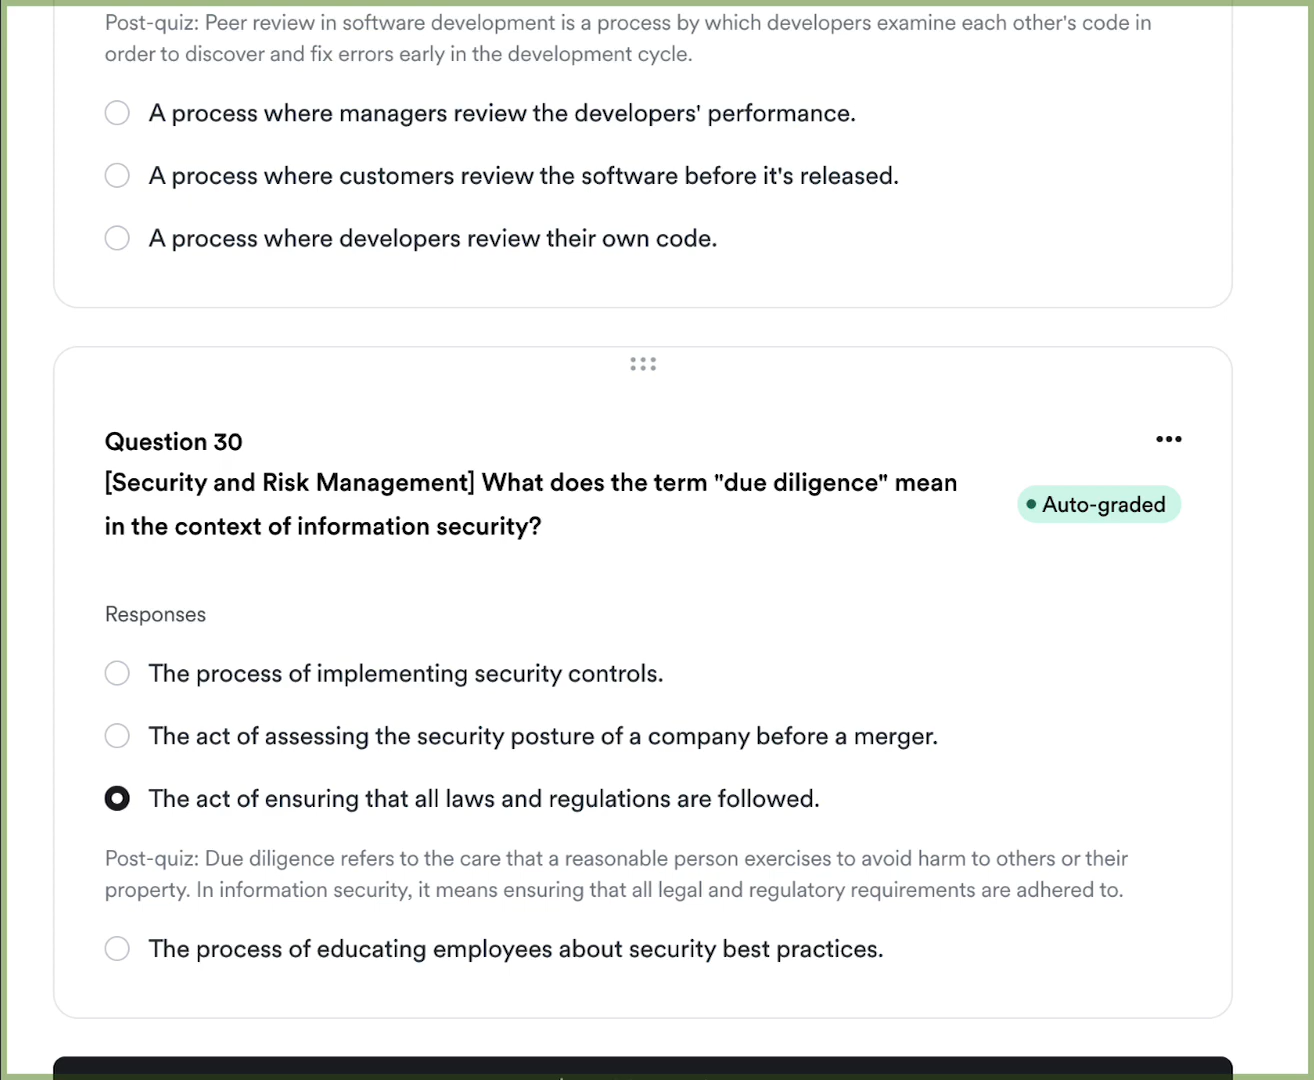 Post-quiz: Peer review in software development is a process by which developers examine each other's code in
order to discover and fix errors early in the development cycle.
A process where managers review the developers' performance.
A process where customers review the software before it's released.
A process where developers review their own code.
Question 30
[Security and Risk Management] What does the term "due diligence" mean
in the context of information security?
Auto-graded
Responses
The process of implementing security controls.
The act of assessing the security posture of a company before a merger.
The act of ensuring that all laws and regulations are followed.
Post-quiz: Due diligence refers to the care that a reasonable person exercises to avoid harm to others or their
property. In information security, it means ensuring that all legal and regulatory requirements are adhered to.
The process of educating employees about security best practices.